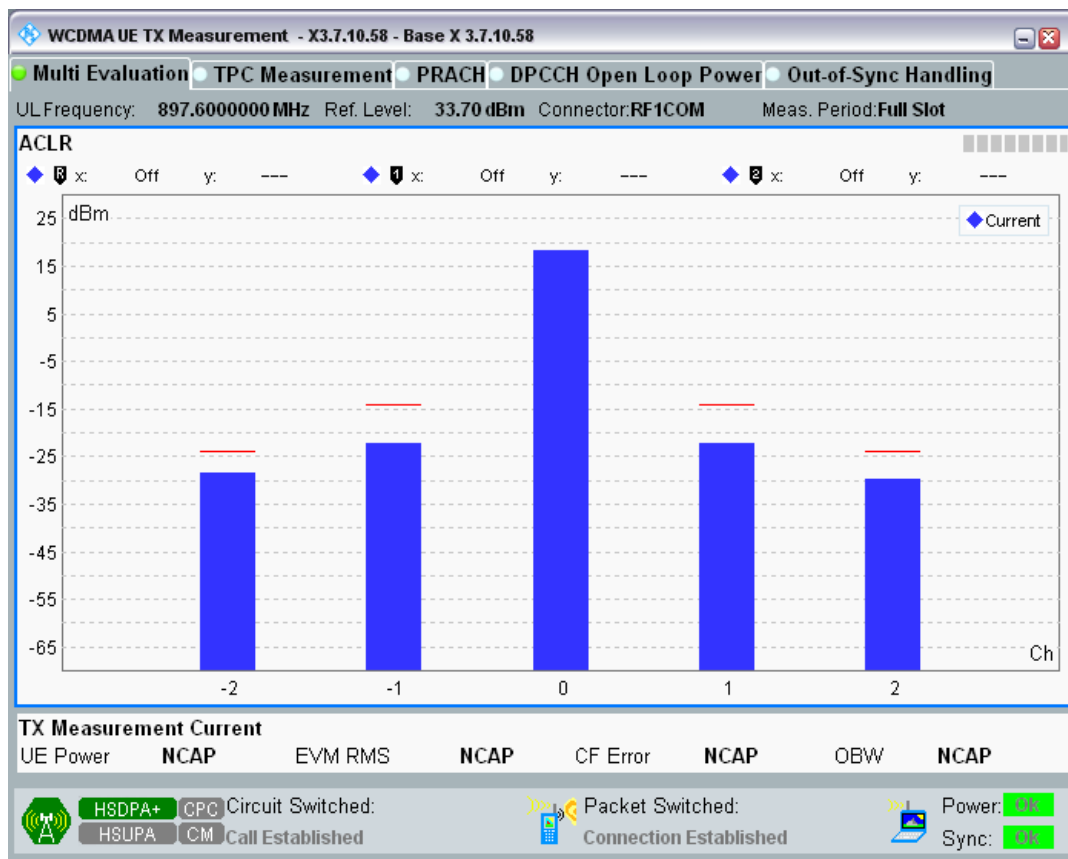 WCDMA UE TX Measurement - X3.7.10.58 - Base X 3.7.10.58
Multi Evaluation TPC Measurement PRACH DPCCH Open Loop Power Out-of-Sync Handling
UL Frequency: 897.6000000 MHz Ref. Level: 33.70 dBm Connector:RF1COM Meas. Period:Full Slot
ACLR
R x: Off y: --- 1 x: Off y: --- 2 x: Off y: ---
dBm
Current
25
15
5
-5
-15
-25
-35
-45
-55
-65
Ch
-2 -1 0 1 2
TX Measurement Current
UE Power NCAP EVM RMS NCAP CF Error NCAP OBW NCAP
HSDPA+ CPC Circuit Switched: Packet Switched: Power: OK
HSUPA CM Call Established Connection Established Sync: OK